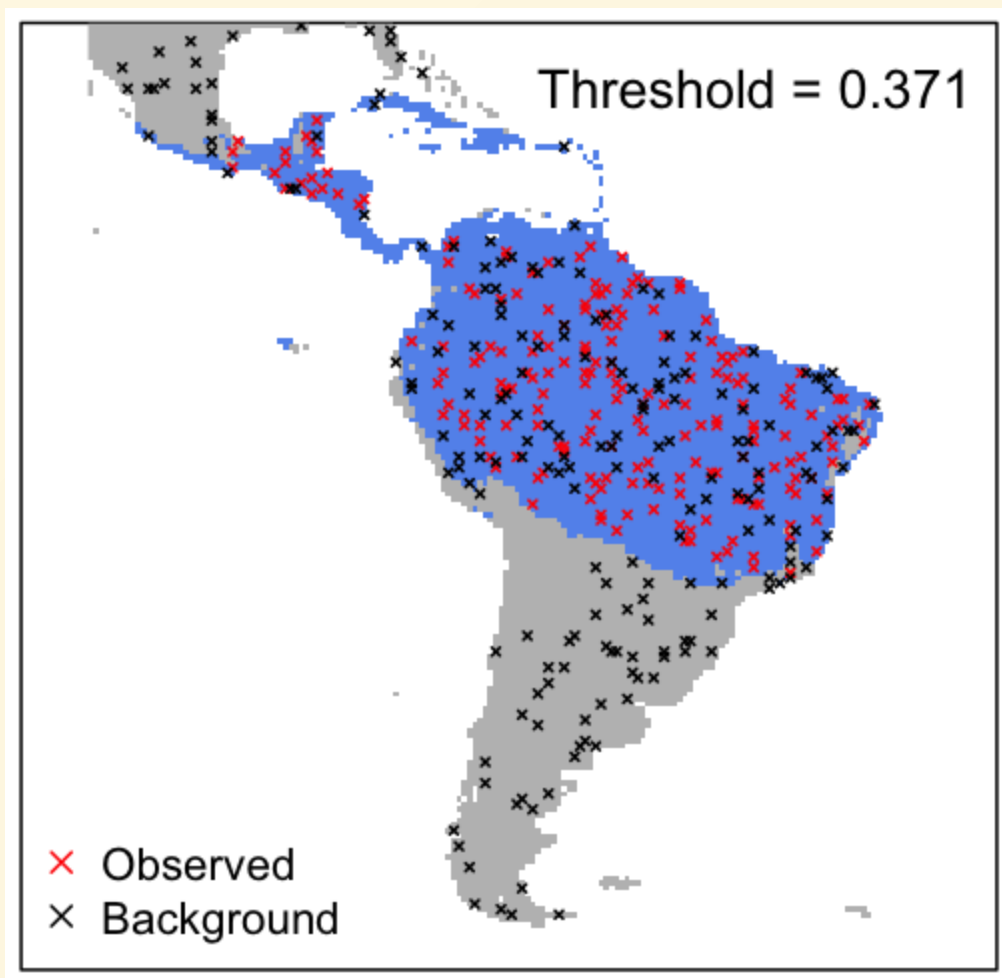 Threshold = 0.371
Observed
Background